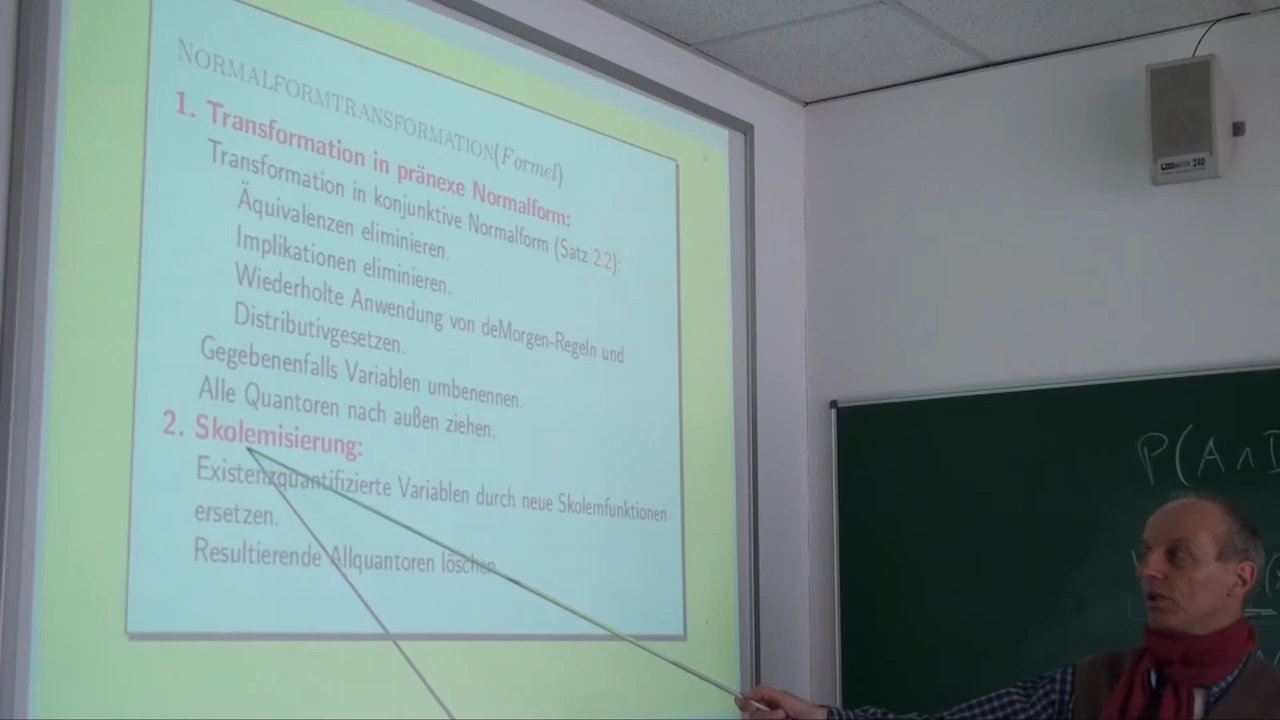 NORMALFORMTRANSFORMATION(Formel)
1. Transformation in pränexe Normalform:
Transformation in konjunktive Normalform (Satz 2.2):
Äquivalenzen eliminieren.
Implikationen eliminieren.
Wiederholte Anwendung von deMorgen-Regeln und
Distributivgesetzen.
Gegebenenfalls Variablen umbenennen.
Alle Quantoren nach außen ziehen.
2. Skolemisierung:
Existenzquantifizierte Variablen durch neue Skolemfunktionen
ersetzen.
Resultierende Allquantoren löschen
P(A∧